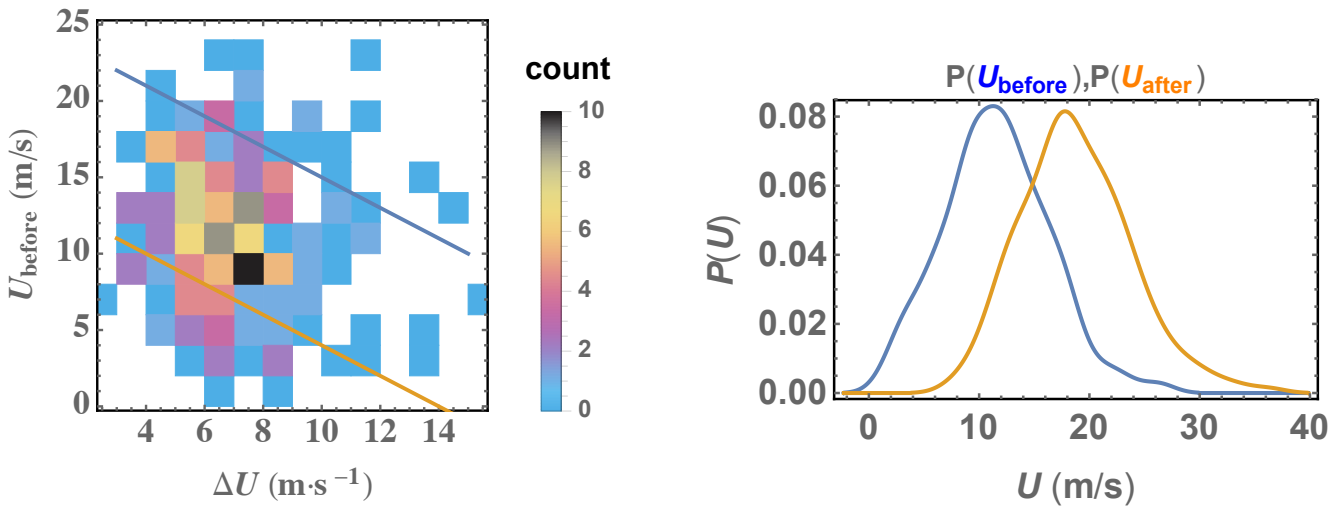 25
20
15
10
5
0
U_before (m/s)
4 6 8 10 12 14
ΔU (m·s⁻¹)
count
10
8
6
4
2
0
P(U_before),P(U_after)
0.08
0.06
0.04
0.02
0.00
P(U)
0 10 20 30 40
U (m/s)